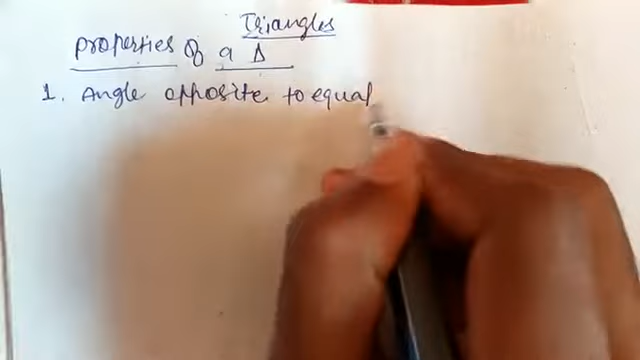 Triangles
Properties of a Δ
1. Angle opposite to equal